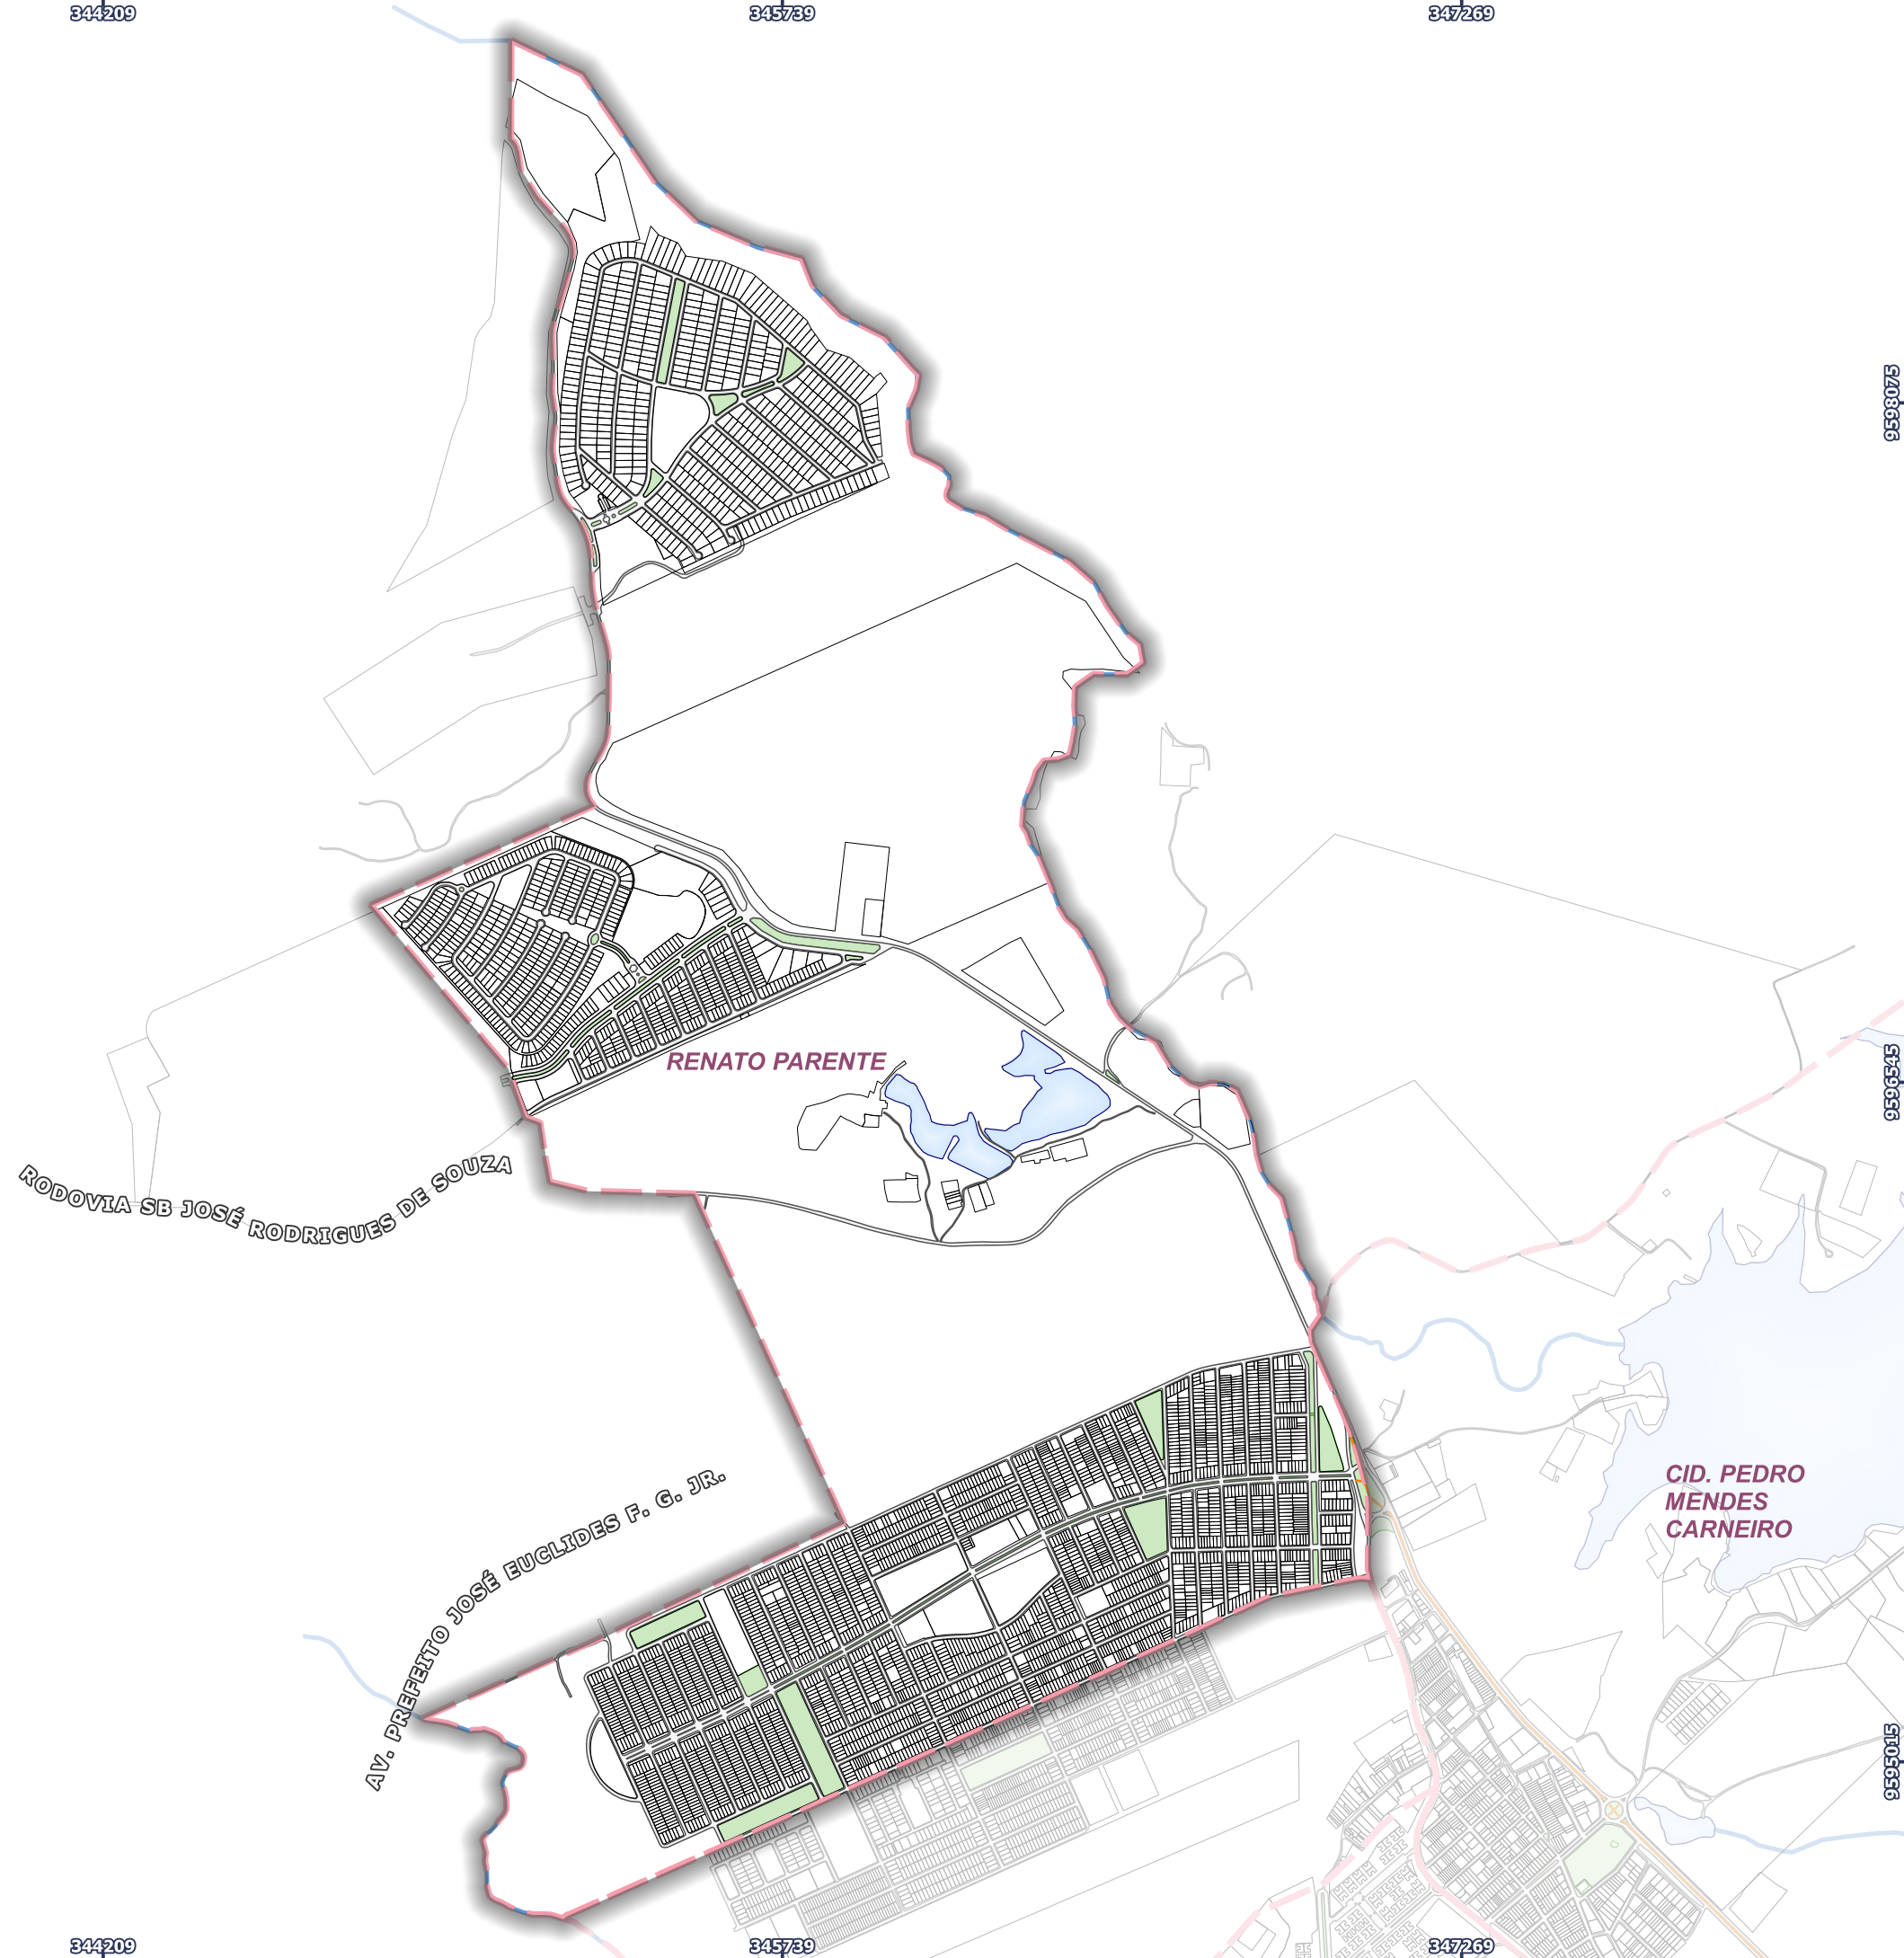 344209
345739
347269
9598075
RENATO PARENTE
9596545
RODOVIA SB JOSÉ RODRIGUES DE SOUZA
AV. PREFEITO JOSÉ EUCLIDES F. G. JR.
CID. PEDRO
MENDES
CARNEIRO
9595015
344209
345739
347269